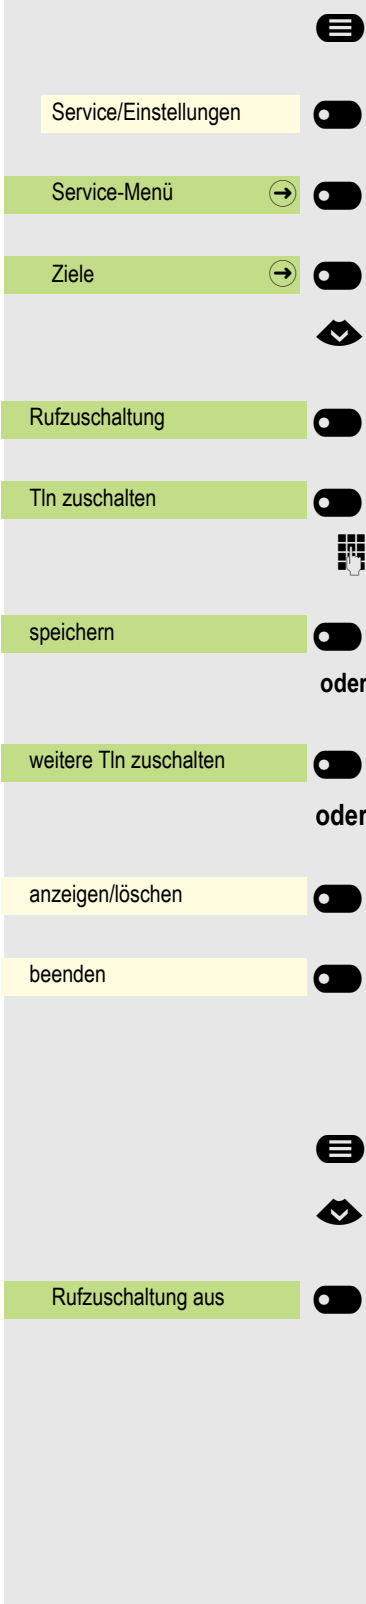 Service/Einstellungen
Service-Menü
Ziele
Rufzuschaltung
Tln zuschalten
speichern
oder
weitere Tln zuschalten
oder
anzeigen/löschen
beenden
Rufzuschaltung aus